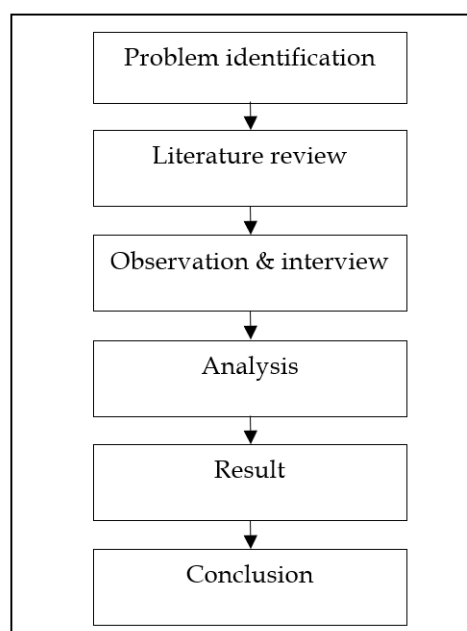 Problem identification
Literature review
Observation & interview
Analysis
Result
Conclusion